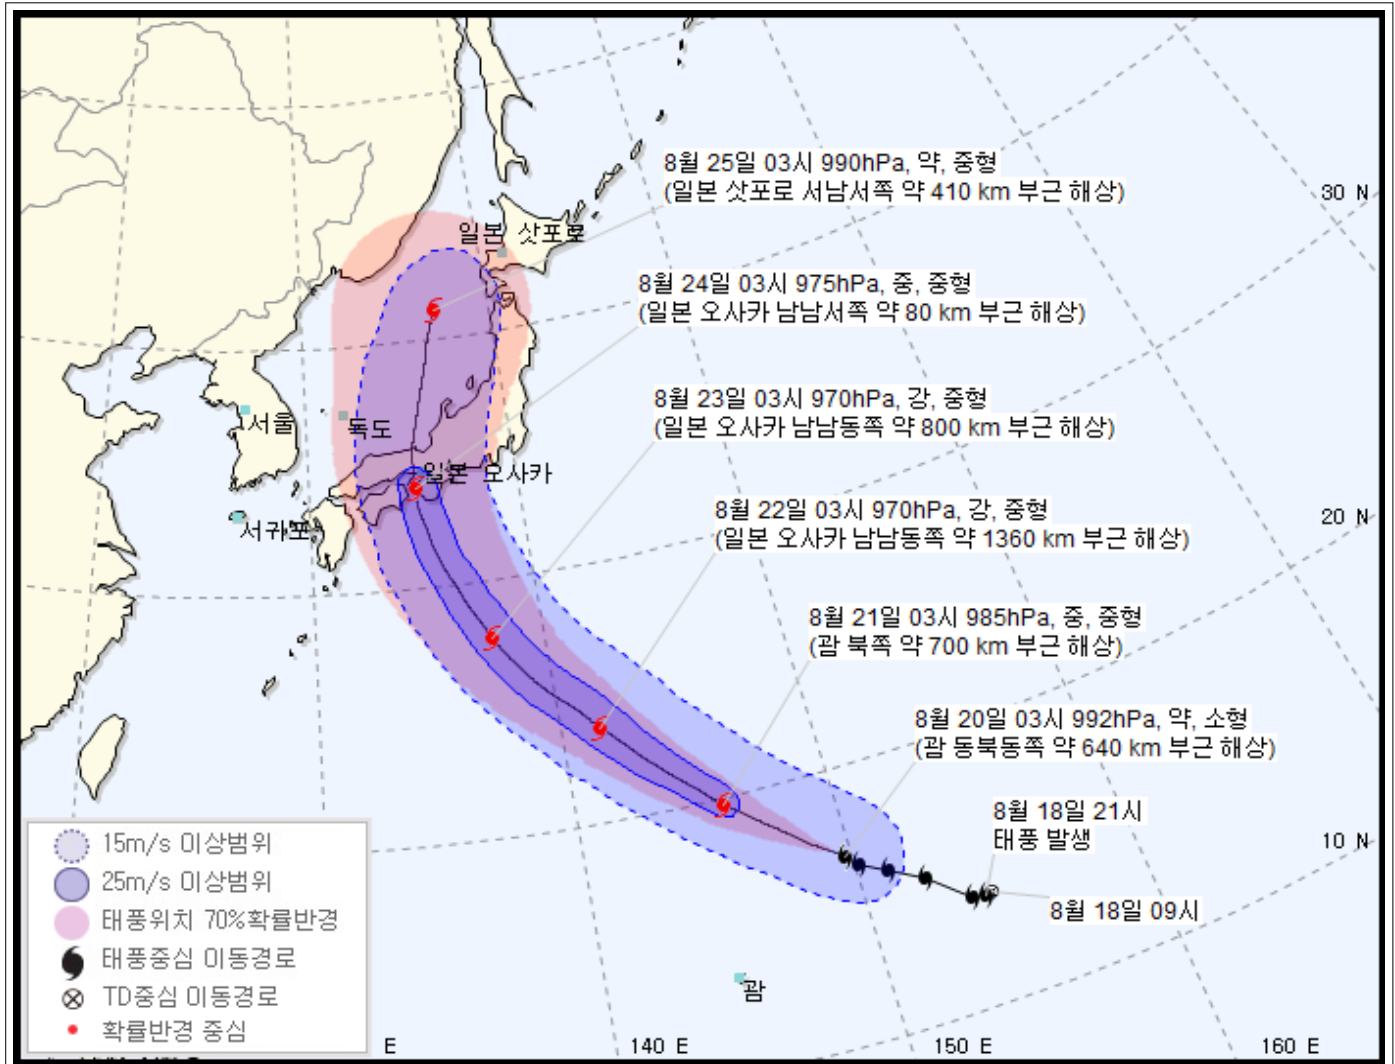 8월 25일 03시 990hPa, 약, 중형
(일본 삿포로 서남서쪽 약 410 km 부근 해상)
30 N
일본 삿포로
8월 24일 03시 975hPa, 중, 중형
(일본 오사카 남남서쪽 약 80 km 부근 해상)
8월 23일 03시 970hPa, 강, 중형
(일본 오사카 남남동쪽 약 800 km 부근 해상)
서울
독도
일본 오사카
서귀포
8월 22일 03시 970hPa, 강, 중형
(일본 오사카 남남동쪽 약 1360 km 부근 해상)
20 N
8월 21일 03시 985hPa, 중, 중형
(괌 북쪽 약 700 km 부근 해상)
8월 20일 03시 992hPa, 약, 소형
(괌 동북동쪽 약 640 km 부근 해상)
8월 18일 21시
태풍 발생
10 N
8월 18일 09시
괌
15m/s 이상범위
25m/s 이상범위
태풍위치 70%확률반경
태풍중심 이동경로
TD중심 이동경로
확률반경 중심
E
140 E
150 E
160 E